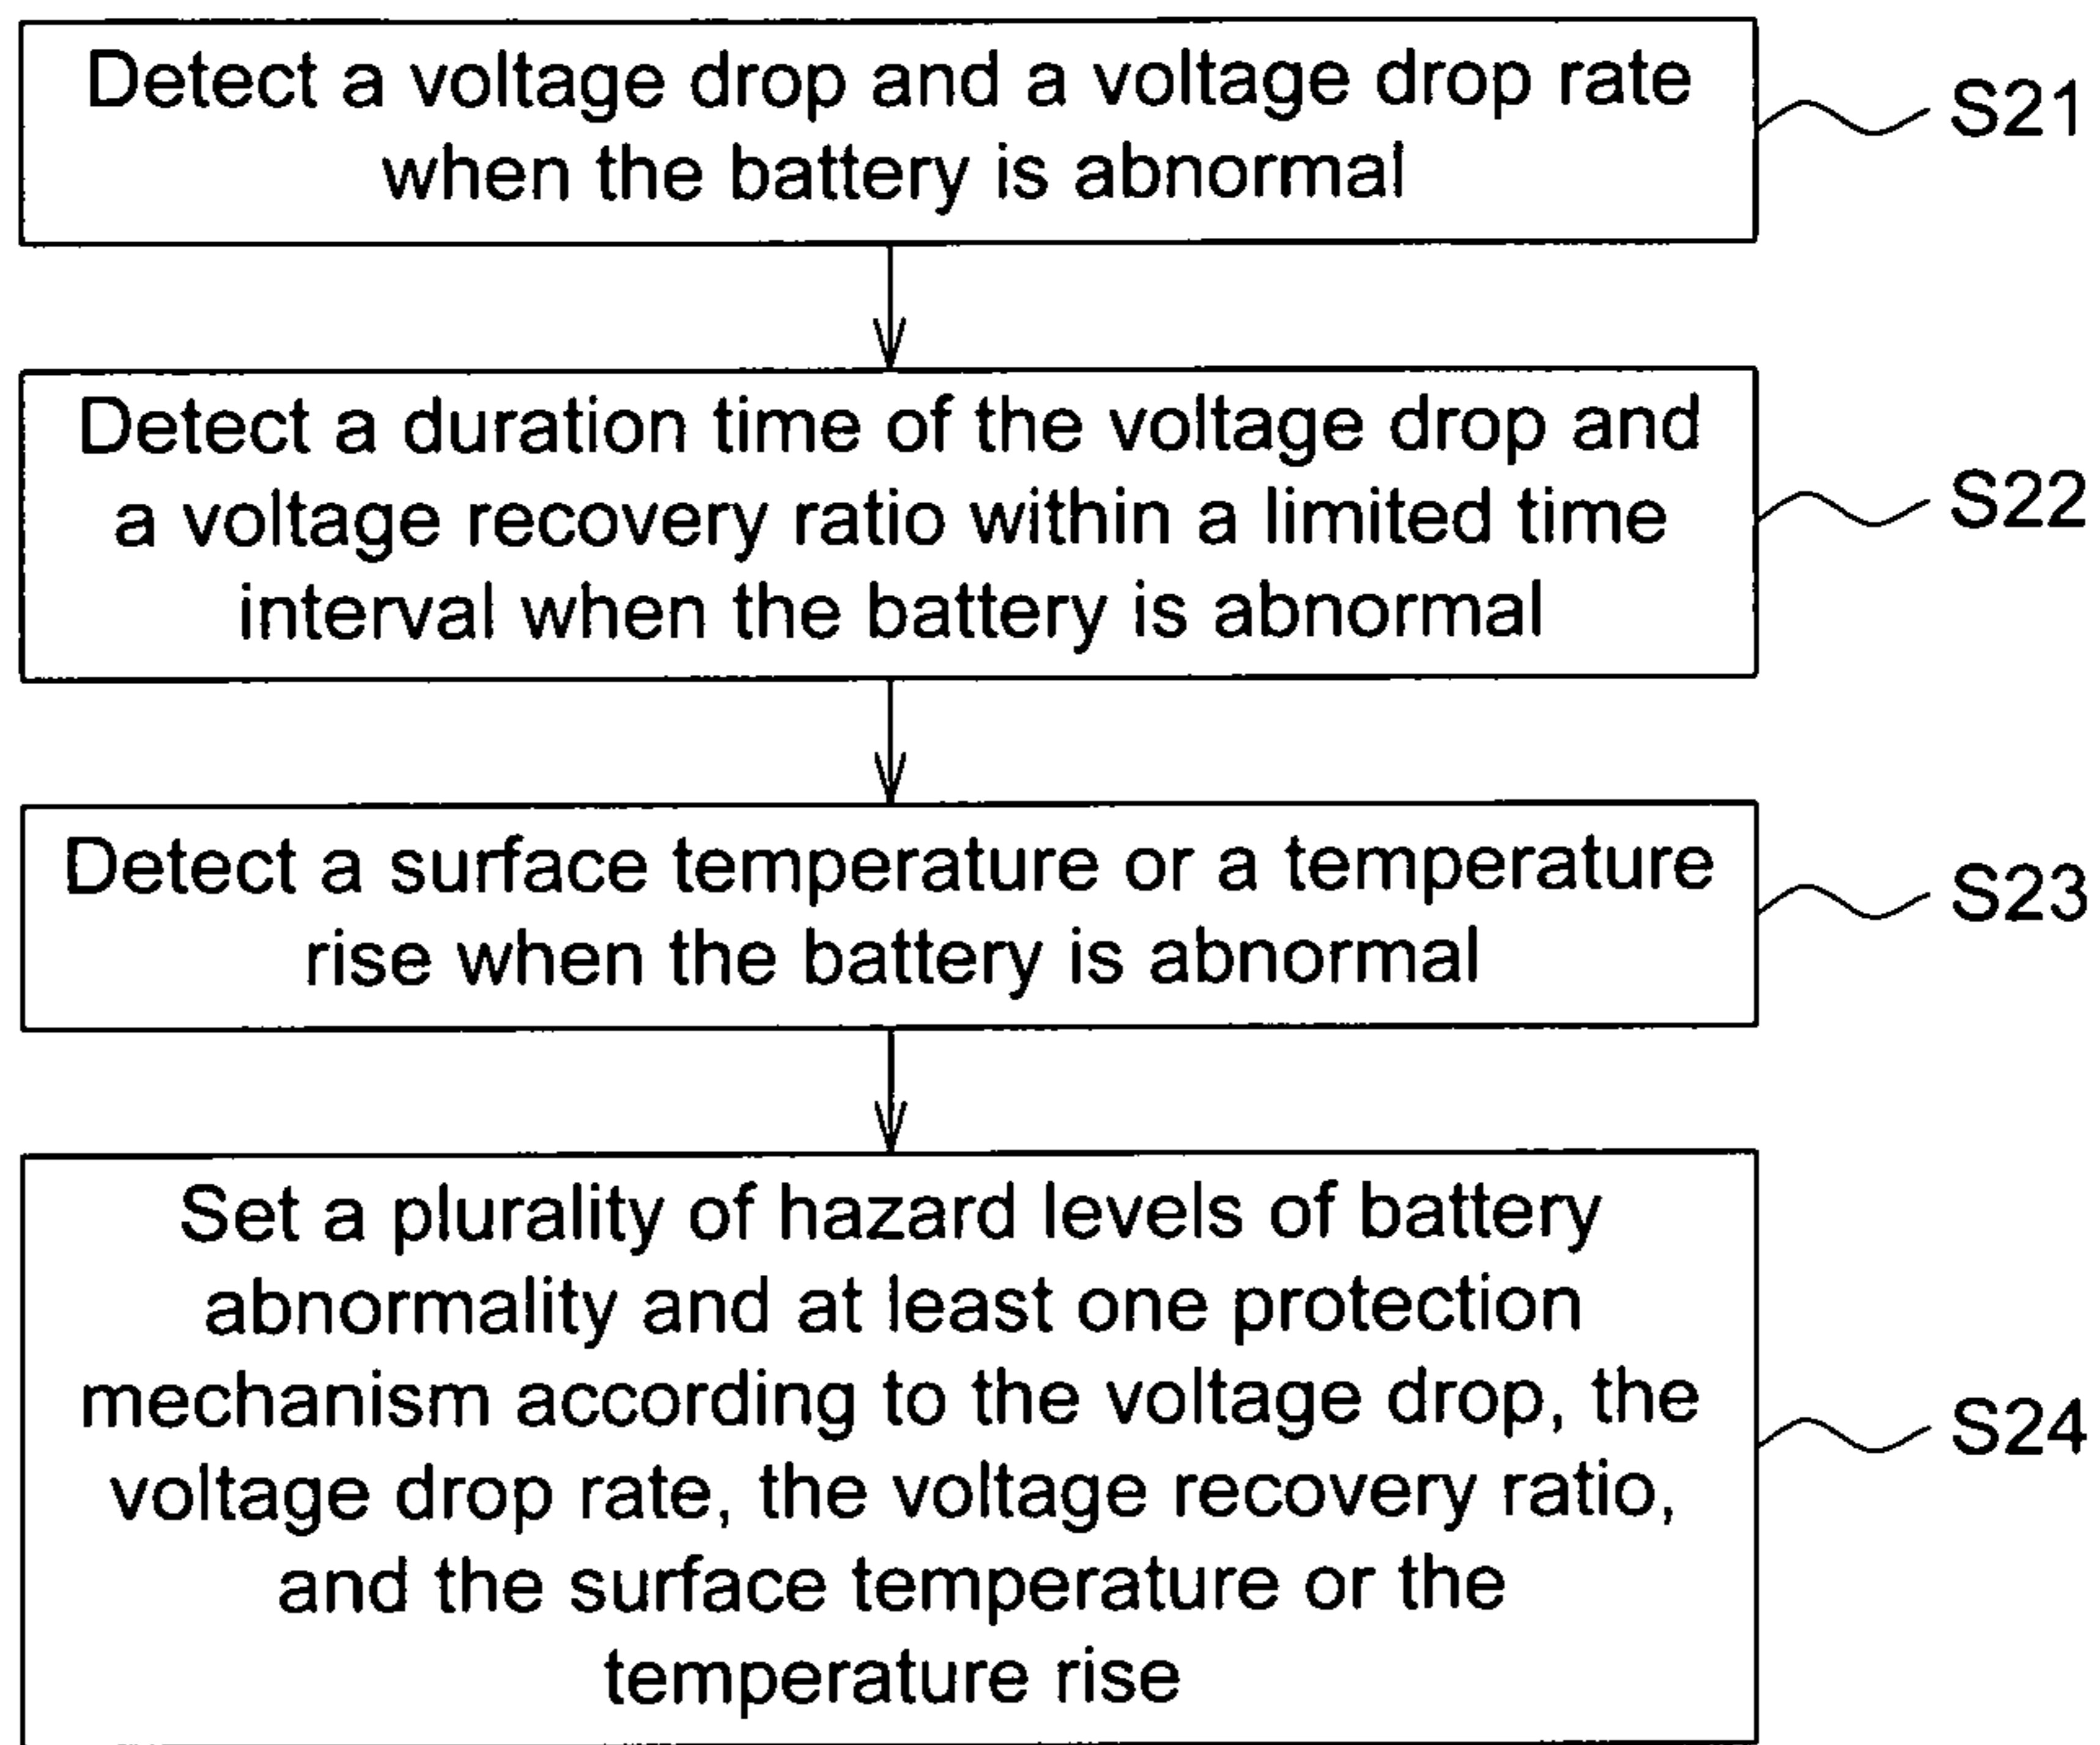 Detect a voltage drop and a voltage drop rate
when the battery is abnormal
S21
Detect a duration time of the voltage drop and
a voltage recovery ratio within a limited time
interval when the battery is abnormal
S22
Detect a surface temperature or a temperature
rise when the battery is abnormal
S23
Set a plurality of hazard levels of battery
abnormality and at least one protection
mechanism according to the voltage drop, the
voltage drop rate, the voltage recovery ratio,
and the surface temperature or the
temperature rise
S24